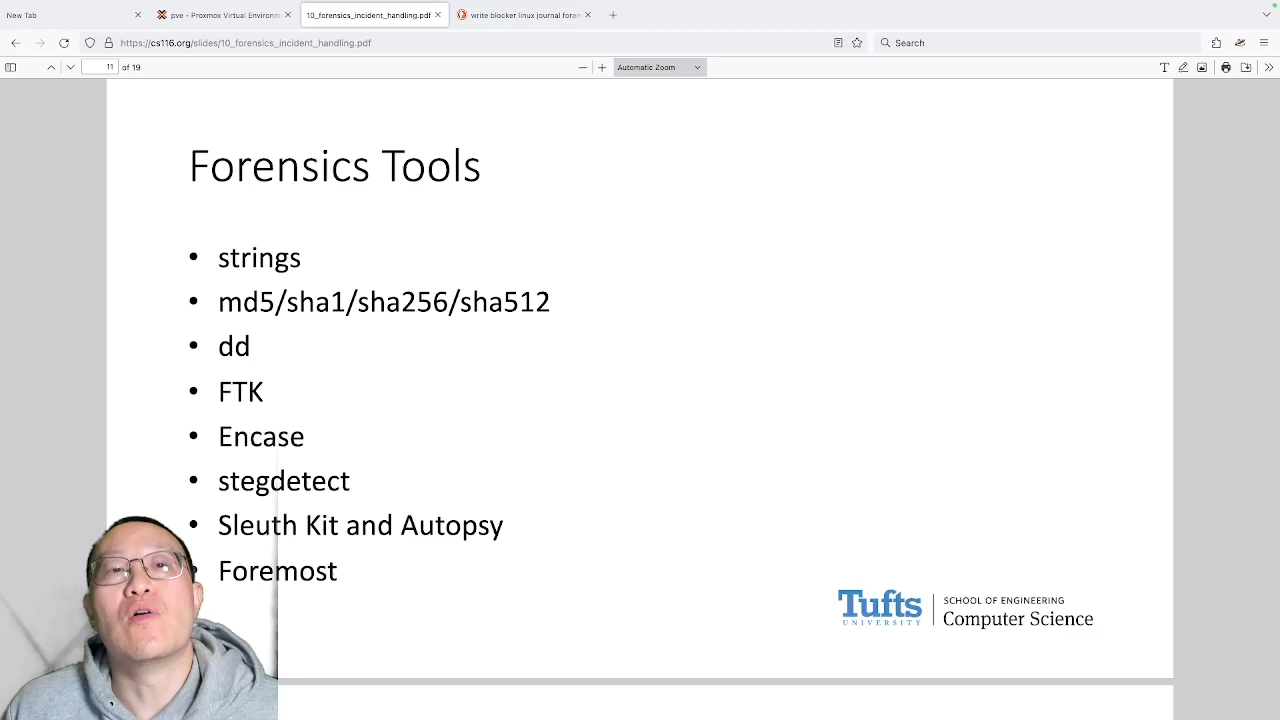 New Tab
pve - Proxmox Virtual Environm
10_forensics_incident_handling.pdf
write blocker linux journal foren
https://cs116.org/slides/10_forensics_incident_handling.pdf
Search
11 of 19
Automatic Zoom
Forensics Tools
• strings
• md5/sha1/sha256/sha512
• dd
• FTK
• Encase
• stegdetect
• Sleuth Kit and Autopsy
• Foremost
Tufts
UNIVERSITY
SCHOOL OF ENGINEERING
Computer Science